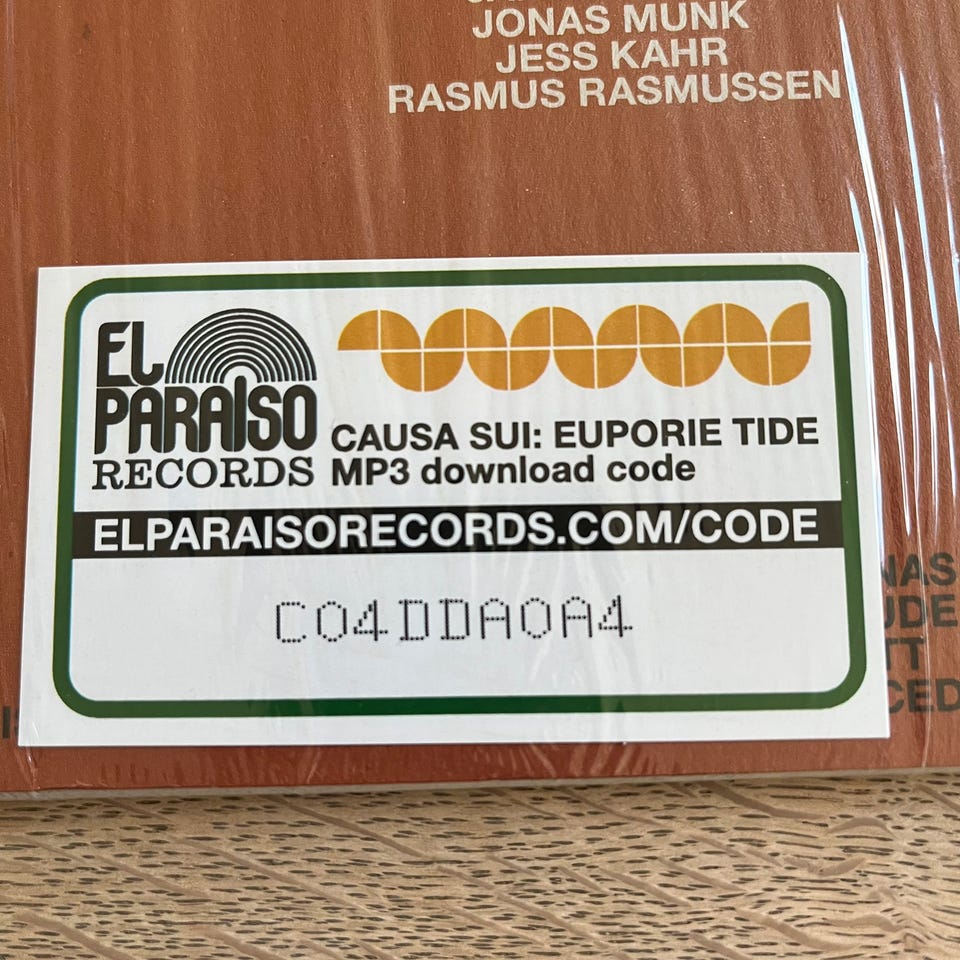 JONAS MUNK
JESS KAHR
RASMUS RASMUSSEN
EL
PARAISO
RECORDS
CAUSA SUI: EUPORIE TIDE
MP3 download code
ELPARAISORECORDS.COM/CODE
C04DDA0A4